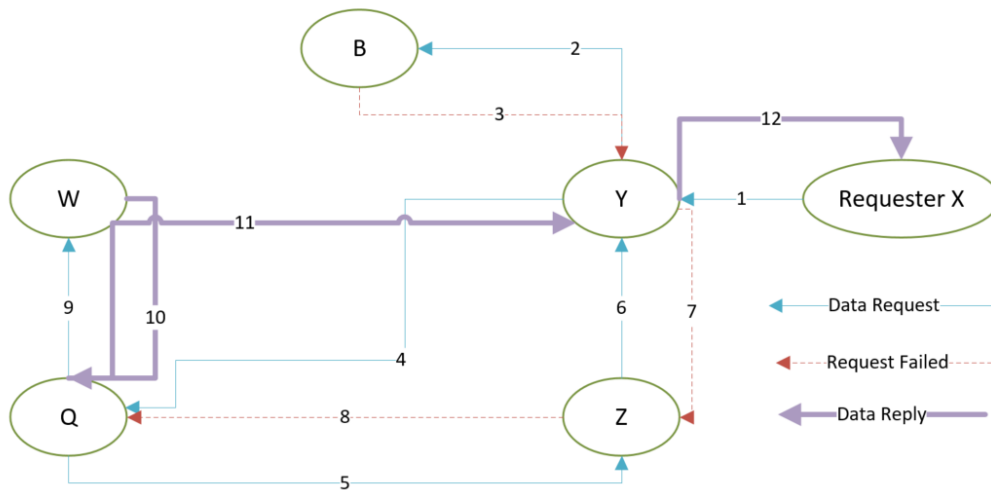 B
2
3
12
W
Y
1
Requester X
11
9
10
6
7
Data Request
4
Request Failed
Q
8
Z
Data Reply
5